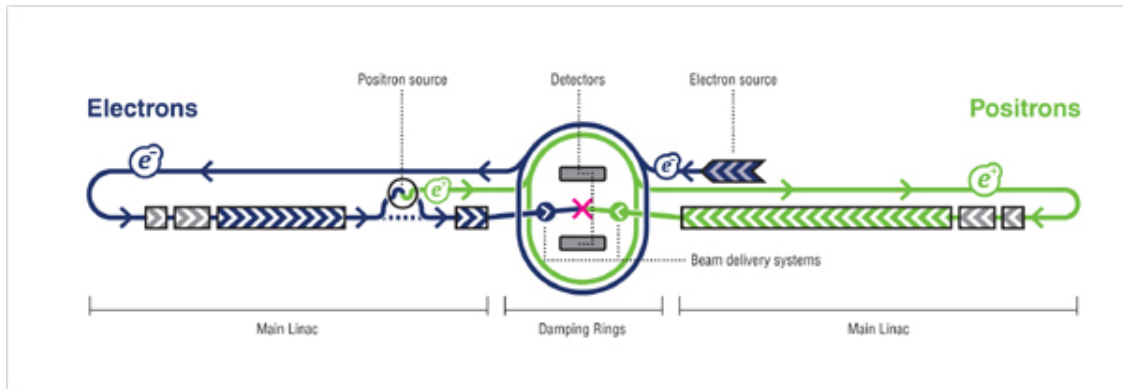 Positron source
Detectors
Electron source
Electrons
Positrons
e-
e+
e-
e+
Beam delivery systems
Main Linac
Damping Rings
Main Linac